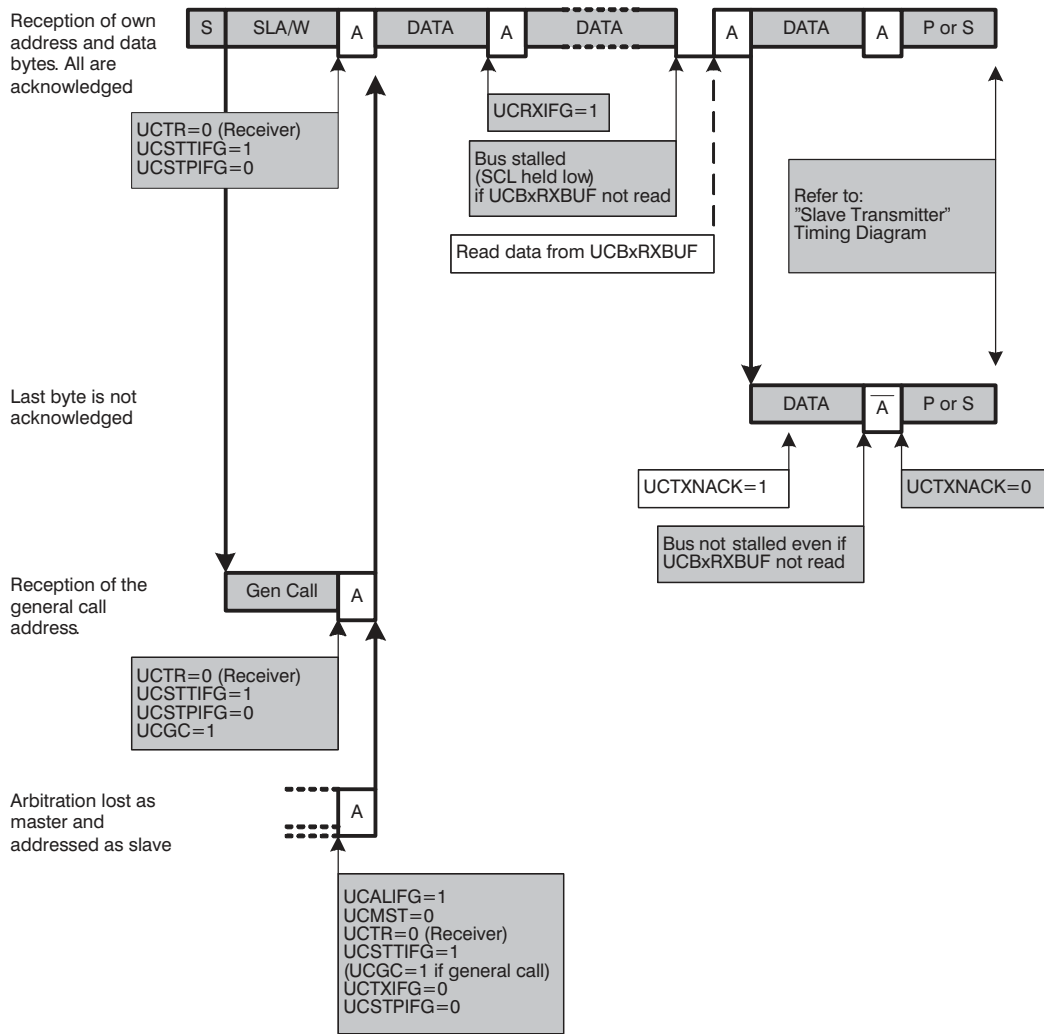 Reception of own
address and data
bytes. All are
acknowledged
S SLA/W A DATA A DATA A DATA A P or S
UCTR=0 (Receiver)
UCSTTIFG=1
UCSTPIFG=0
UCRXIFG=1
Bus stalled
(SCL held low)
if UCBxRXBUF not read
Read data from UCBxRXBUF
Refer to:
”Slave Transmitter”
Timing Diagram
Last byte is not
acknowledged
DATA A P or S
UCTXNACK=1
UCTXNACK=0
Bus not stalled even if
UCBxRXBUF not read
Reception of the
general call
address.
Gen Call A
UCTR=0 (Receiver)
UCSTTIFG=1
UCSTPIFG=0
UCGC=1
Arbitration lost as
master and
addressed as slave
A
UCALIFG=1
UCMST=0
UCTR=0 (Receiver)
UCSTTIFG=1
(UCGC=1 if general call)
UCTXIFG=0
UCSTPIFG=0